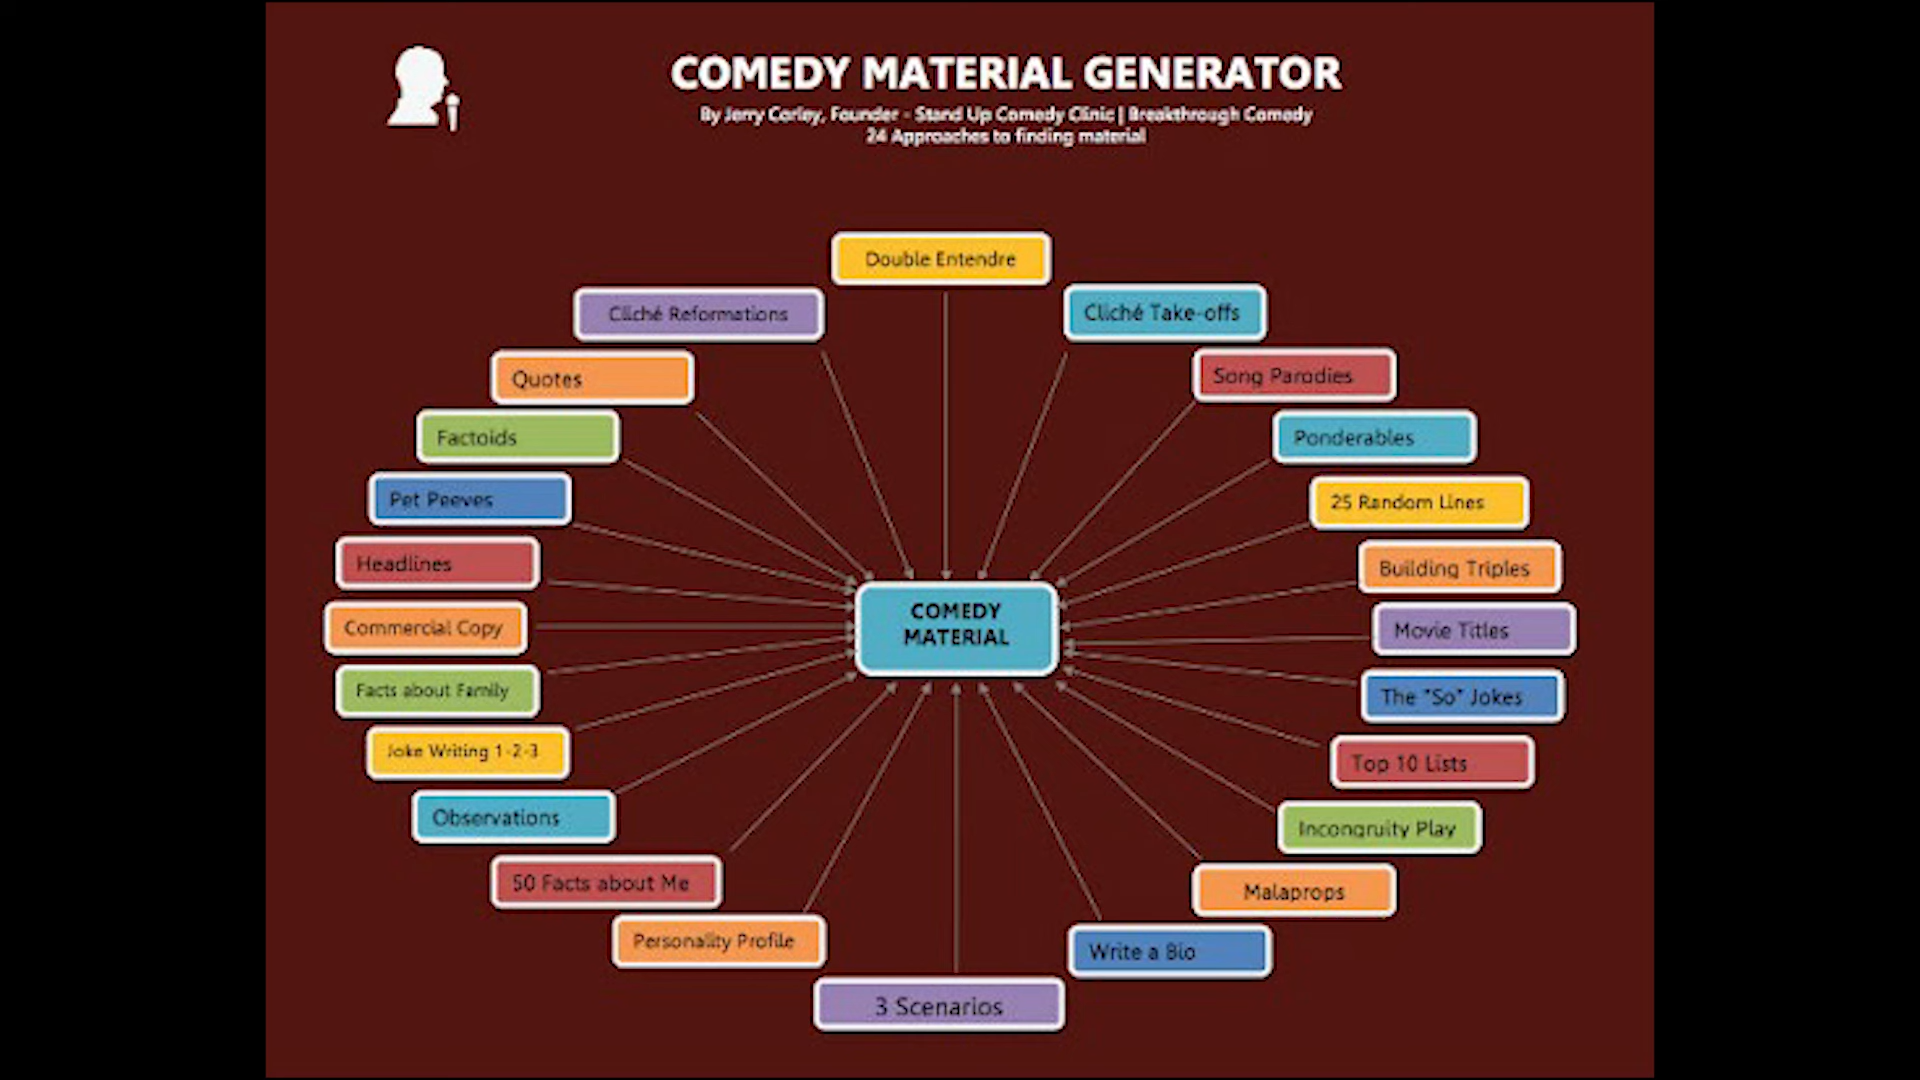 COMEDY MATERIAL GENERATOR
By Jerry Corley, Founder - Stand Up Comedy Clinic | Breakthrough Comedy
24 Approaches to finding material
Double Entendre
Cliché Reformations
Cliché Take-offs
Quotes
Song Parodies
Factoids
Ponderables
Pet Peeves
25 Random Lines
Headlines
Building Triples
Commercial Copy
COMEDY
MATERIAL
Movie Titles
Facts about Family
The "So" Jokes
Joke Writing 1-2-3
Top 10 Lists
Observations
Incongruity Play
50 Facts about Me
Malaprops
Personality Profile
Write a Bio
3 Scenarios